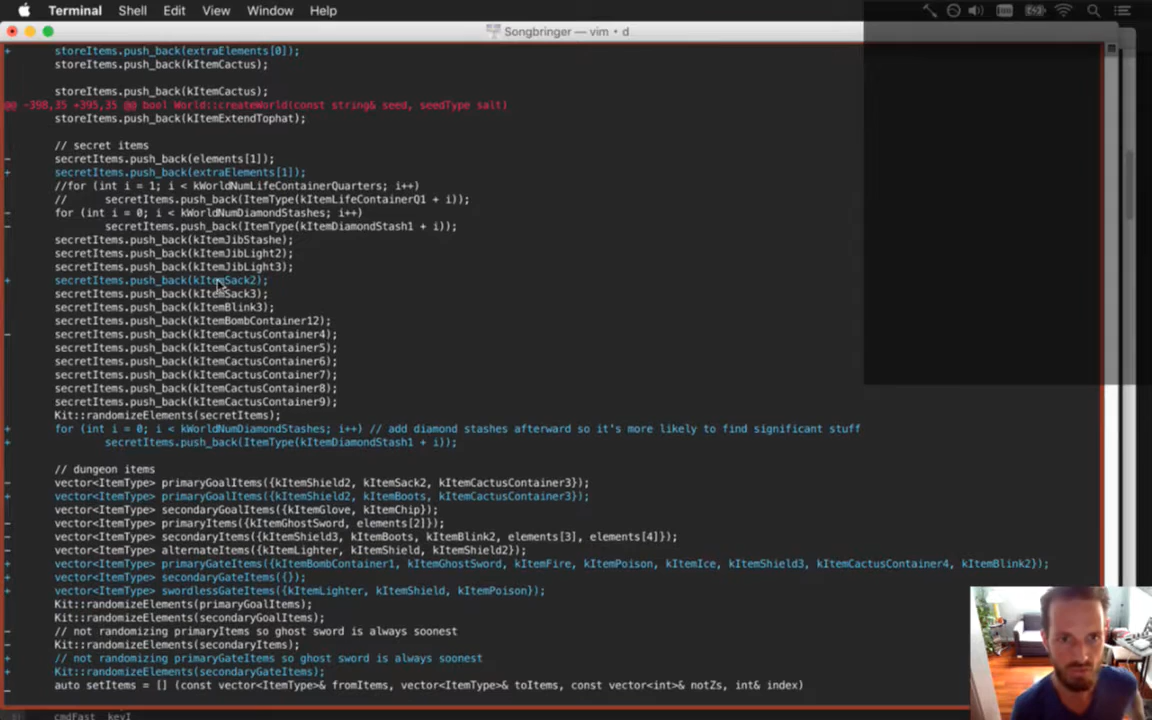 Terminal Shell Edit View Window Help
Songbringer — vim • d
+ storeItems.push_back(extraElements[0]);
storeItems.push_back(kItemCactus);
storeItems.push_back(kItemCactus);
@@ -398,35 +395,35 @@ bool World::createWorld(const string& seed, seedType salt)
storeItems.push_back(kItemExtendTophat);
// secret items
- secretItems.push_back(elements[1]);
+ secretItems.push_back(extraElements[1]);
//for (int i = 1; i < kWorldNumLifeContainerQuarters; i++)
// secretItems.push_back(ItemType(kItemLifeContainerQ1 + i));
- for (int i = 0; i < kWorldNumDiamondStashes; i++)
- secretItems.push_back(ItemType(kItemDiamondStash1 + i));
secretItems.push_back(kItemJibStashe);
secretItems.push_back(kItemJibLight2);
secretItems.push_back(kItemJibLight3);
+ secretItems.push_back(kItemSack2);
secretItems.push_back(kItemSack3);
secretItems.push_back(kItemBlink3);
secretItems.push_back(kItemBombContainer12);
- secretItems.push_back(kItemCactusContainer4);
secretItems.push_back(kItemCactusContainer5);
secretItems.push_back(kItemCactusContainer6);
secretItems.push_back(kItemCactusContainer7);
secretItems.push_back(kItemCactusContainer8);
secretItems.push_back(kItemCactusContainer9);
Kit::randomizeElements(secretItems);
+ for (int i = 0; i < kWorldNumDiamondStashes; i++) // add diamond stashes afterward so it's more likely to find significant stuff
+ secretItems.push_back(ItemType(kItemDiamondStash1 + i));
// dungeon items
- vector<ItemType> primaryGoalItems({kItemShield2, kItemSack2, kItemCactusContainer3});
+ vector<ItemType> primaryGoalItems({kItemShield2, kItemBoots, kItemCactusContainer3});
vector<ItemType> secondaryGoalItems({kItemGlove, kItemChip});
- vector<ItemType> primaryItems({kItemGhostSword, elements[2]});
- vector<ItemType> secondaryItems({kItemShield3, kItemBoots, kItemBlink2, elements[3], elements[4]});
- vector<ItemType> alternateItems({kItemLighter, kItemShield, kItemShield2});
+ vector<ItemType> primaryGateItems({kItemBombContainer1, kItemGhostSword, kItemFire, kItemPoison, kItemIce, kItemShield3, kItemCactusContainer4, kItemBlink2});
+ vector<ItemType> secondaryGateItems({});
+ vector<ItemType> swordlessGateItems({kItemLighter, kItemShield, kItemPoison});
Kit::randomizeElements(primaryGoalItems);
Kit::randomizeElements(secondaryGoalItems);
- // not randomizing primaryItems so ghost sword is always soonest
- Kit::randomizeElements(secondaryItems);
+ // not randomizing primaryGateItems so ghost sword is always soonest
+ Kit::randomizeElements(secondaryGateItems);
- auto setItems = [] (const vector<ItemType>& fromItems, vector<ItemType>& toItems, const vector<int>& notZs, int& index)
cmdFast keyI